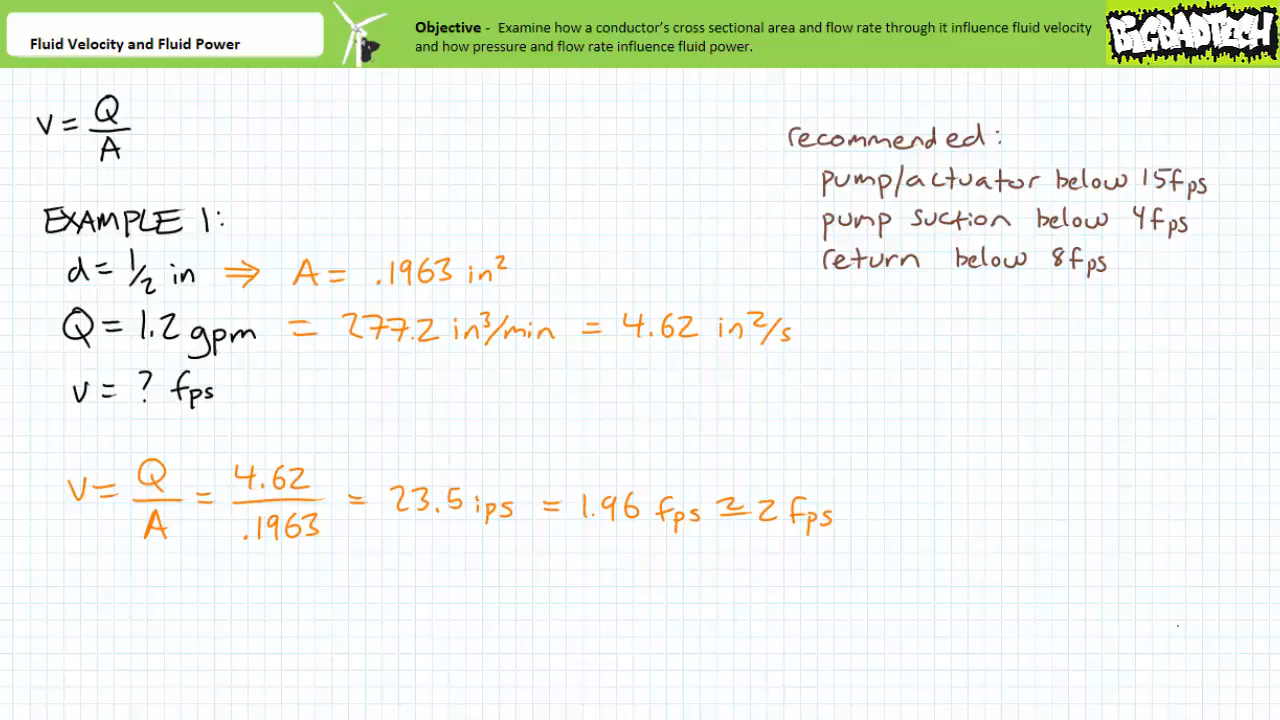 Fluid Velocity and Fluid Power
Objective - Examine how a conductor's cross sectional area and flow rate through it influence fluid velocity
and how pressure and flow rate influence fluid power.
BIGBADTECH
v = Q/A
recommended:
pump/actuator below 15fps
pump suction below 4fps
return below 8fps
EXAMPLE 1:
d = 1/2 in ⇒ A = .1963 in²
Q = 1.2 gpm = 277.2 in³/min = 4.62 in²/s
v = ? fps
v = Q/A = 4.62/.1963 = 23.5 ips = 1.96 fps ≃ 2 fps